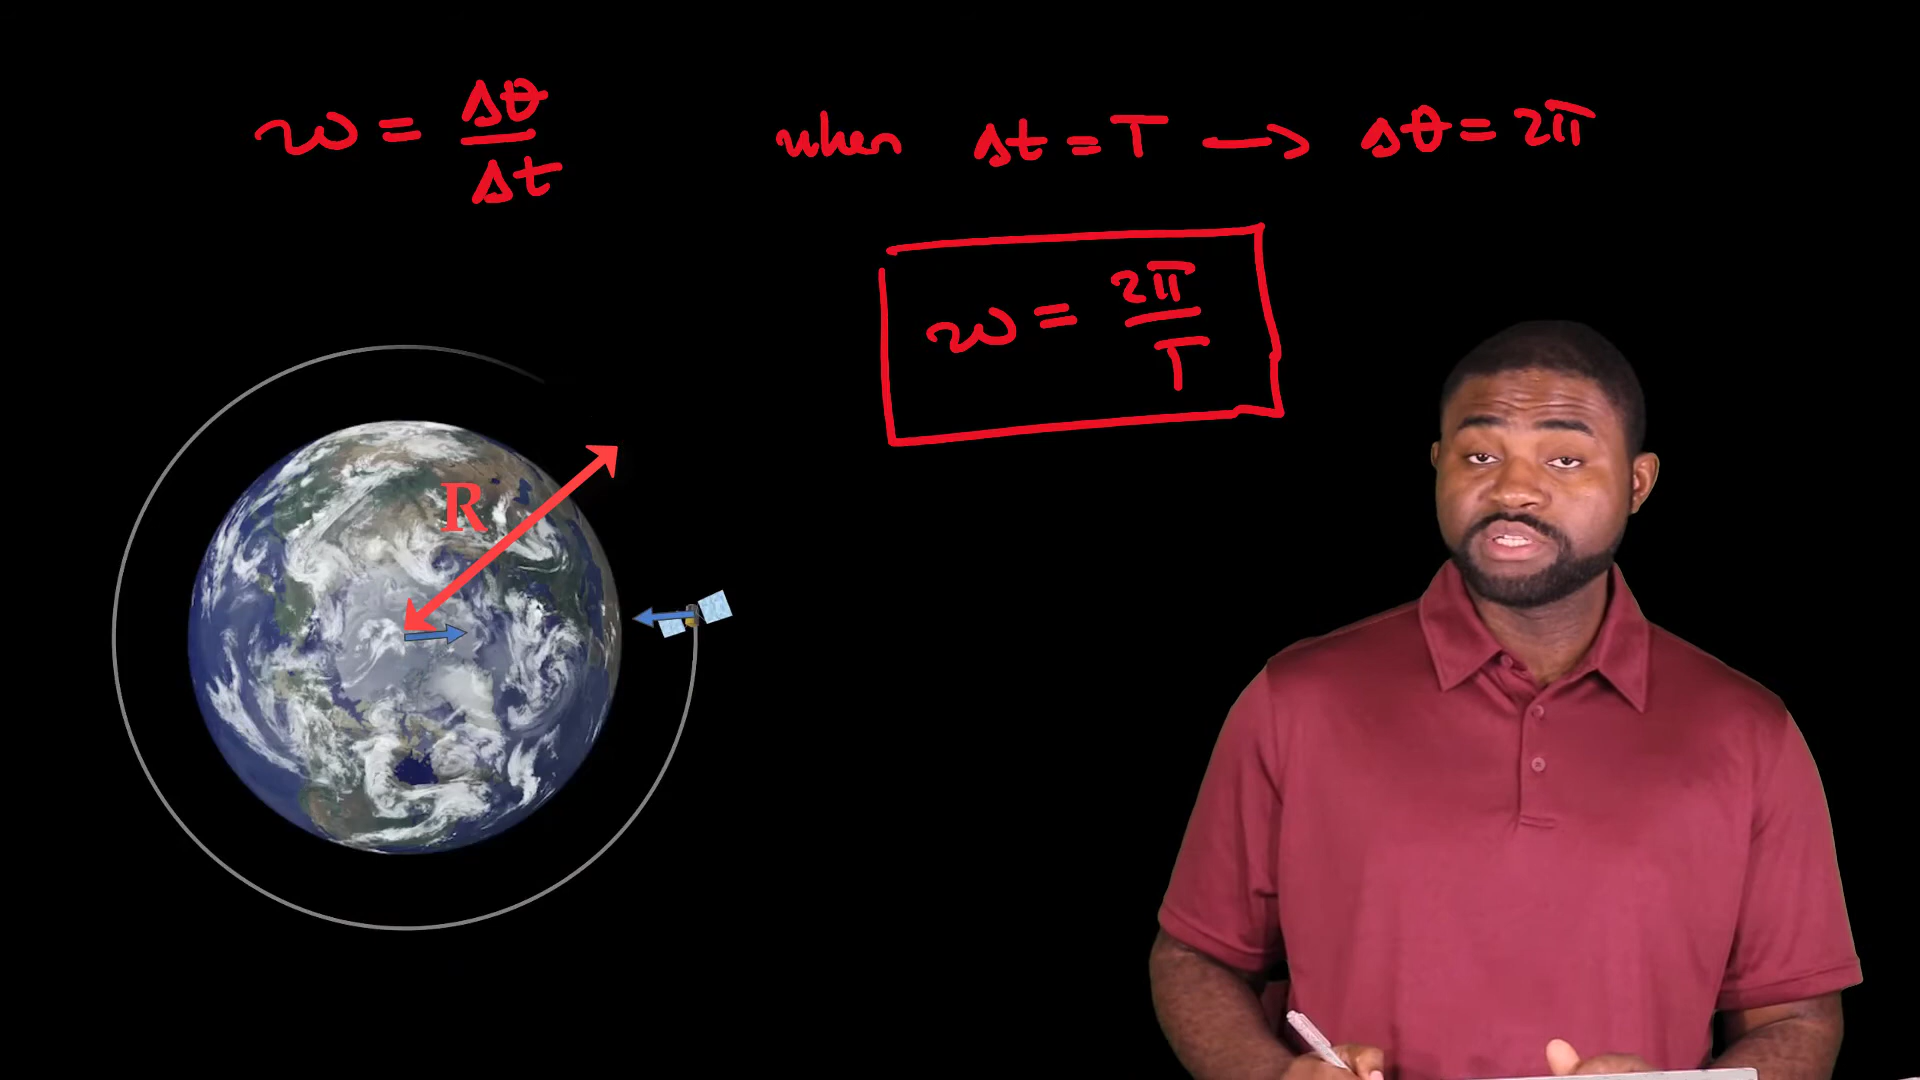 ω = Δθ/Δt
when Δt = T → Δθ = 2π
ω = 2π/T
R